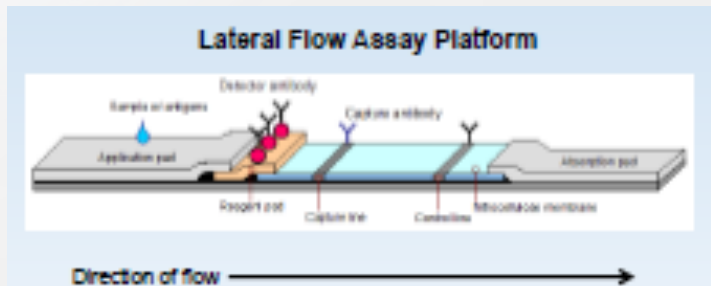 Lateral Flow Assay Platform
Detector antibody
Sample of antigens
Capture antibody
Application pad
Absorption pad
Reagent pad
Capture line
Control line
Nitrocellulose membrane
Direction of flow